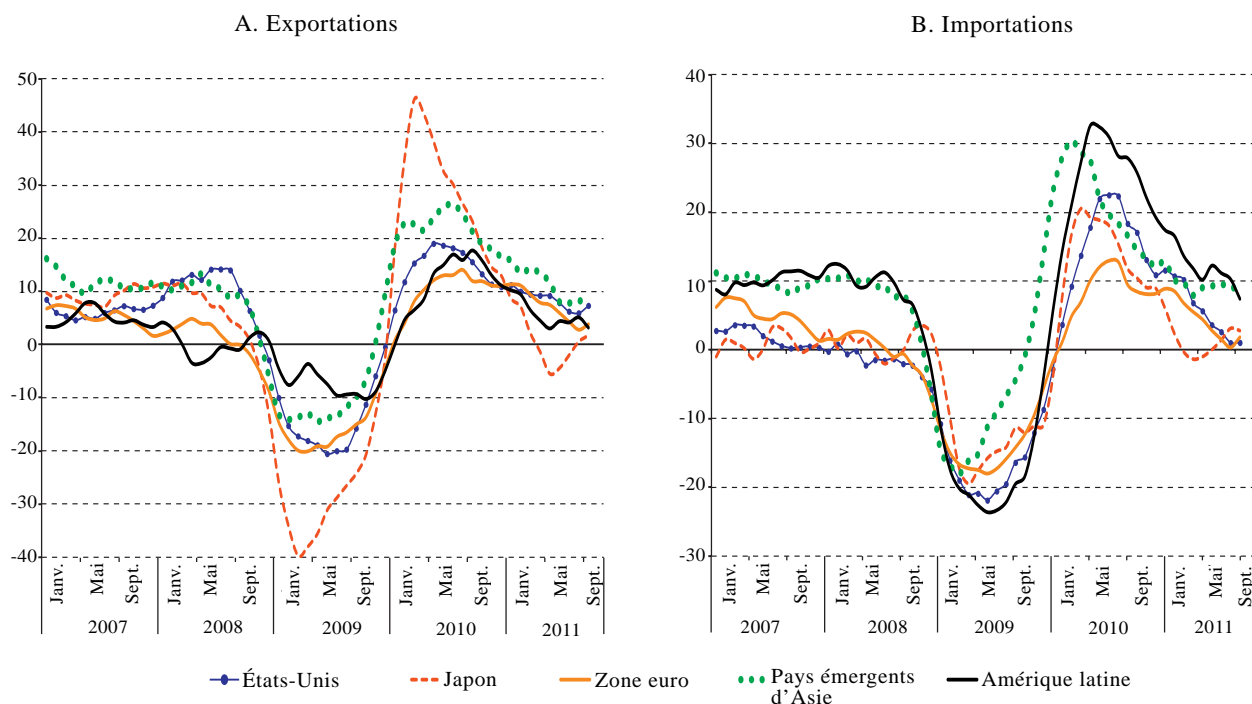 A. Exportations
50
40
30
20
10
0
-10
-20
-30
-40
Janv.
Mai
Sept.
Janv.
Mai
Sept.
Janv.
Mai
Sept.
Janv.
Mai
Sept.
Janv.
Mai
Sept.
2007
2008
2009
2010
2011
B. Importations
40
30
20
10
0
-10
-20
-30
Janv.
Mai
Sept.
Janv.
Mai
Sept.
Janv.
Mai
Sept.
Janv.
Mai
Sept.
Janv.
Mai
Sept.
2007
2008
2009
2010
2011
États-Unis
Japon
Zone euro
Pays émergents
d'Asie
Amérique latine